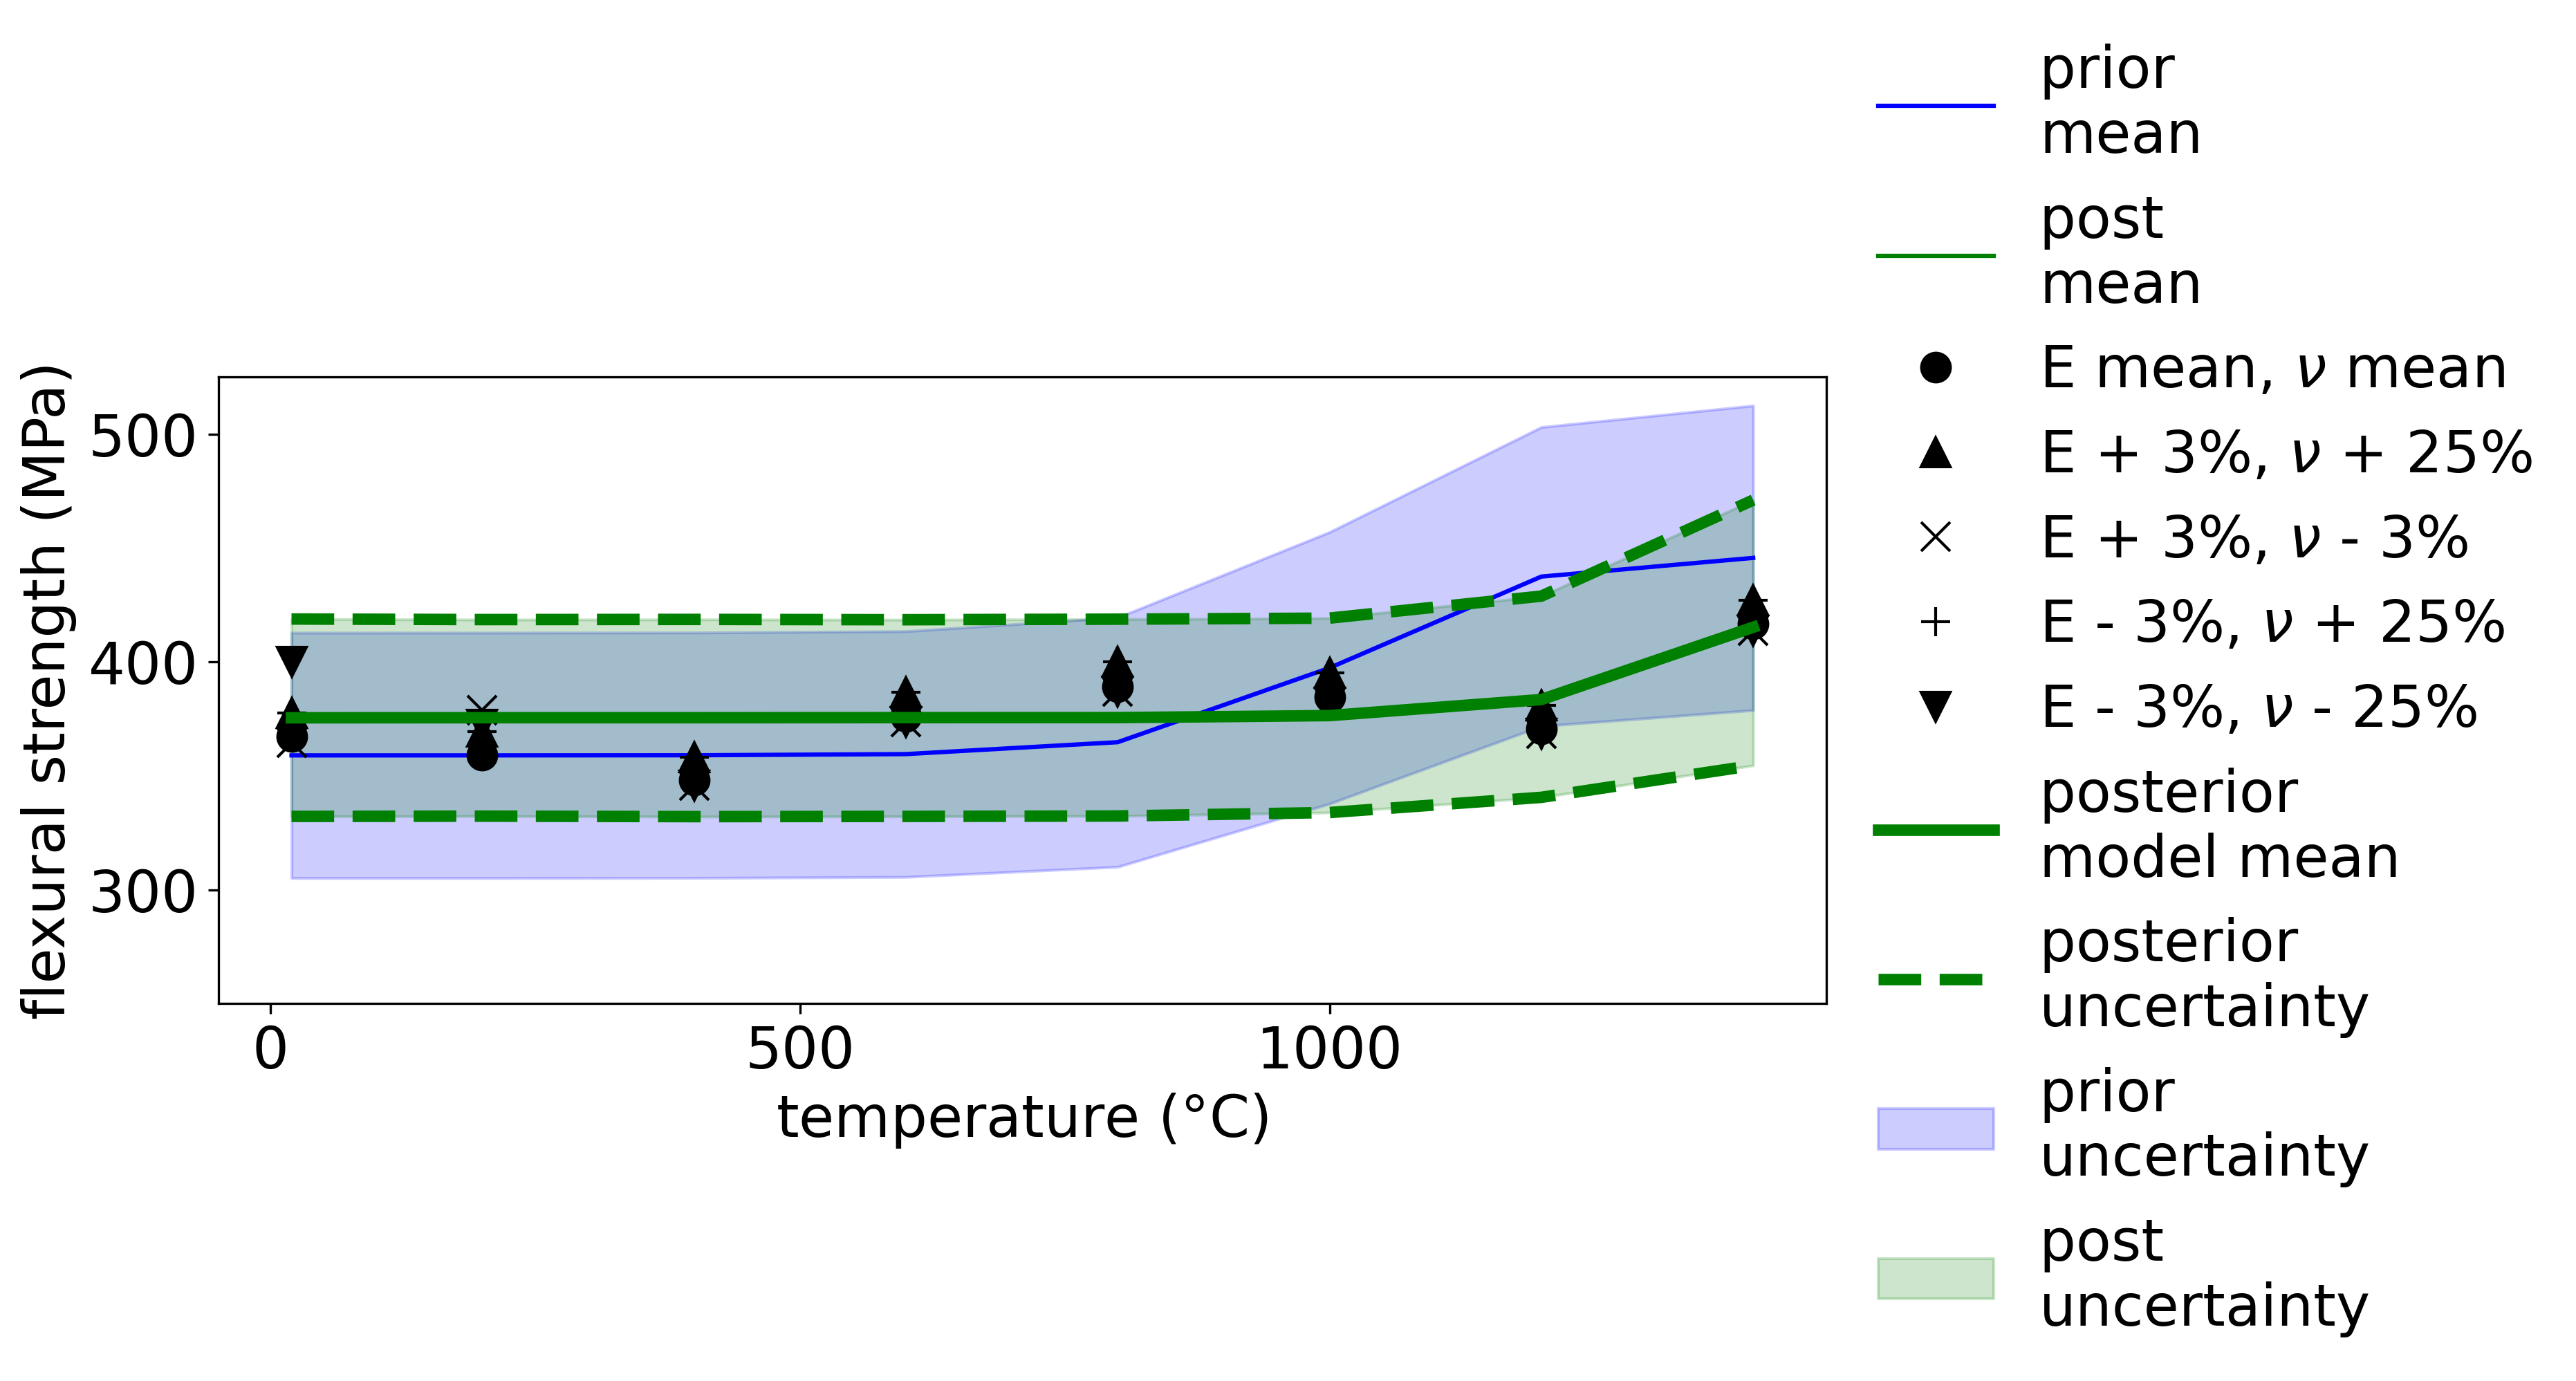 flexural strength (MPa)
500
400
300
0
500
1000
temperature (°C)
prior
mean
post
mean
E mean, ν mean
E + 3%, ν + 25%
E + 3%, ν - 3%
E - 3%, ν + 25%
E - 3%, ν - 25%
posterior
model mean
posterior
uncertainty
prior
uncertainty
post
uncertainty